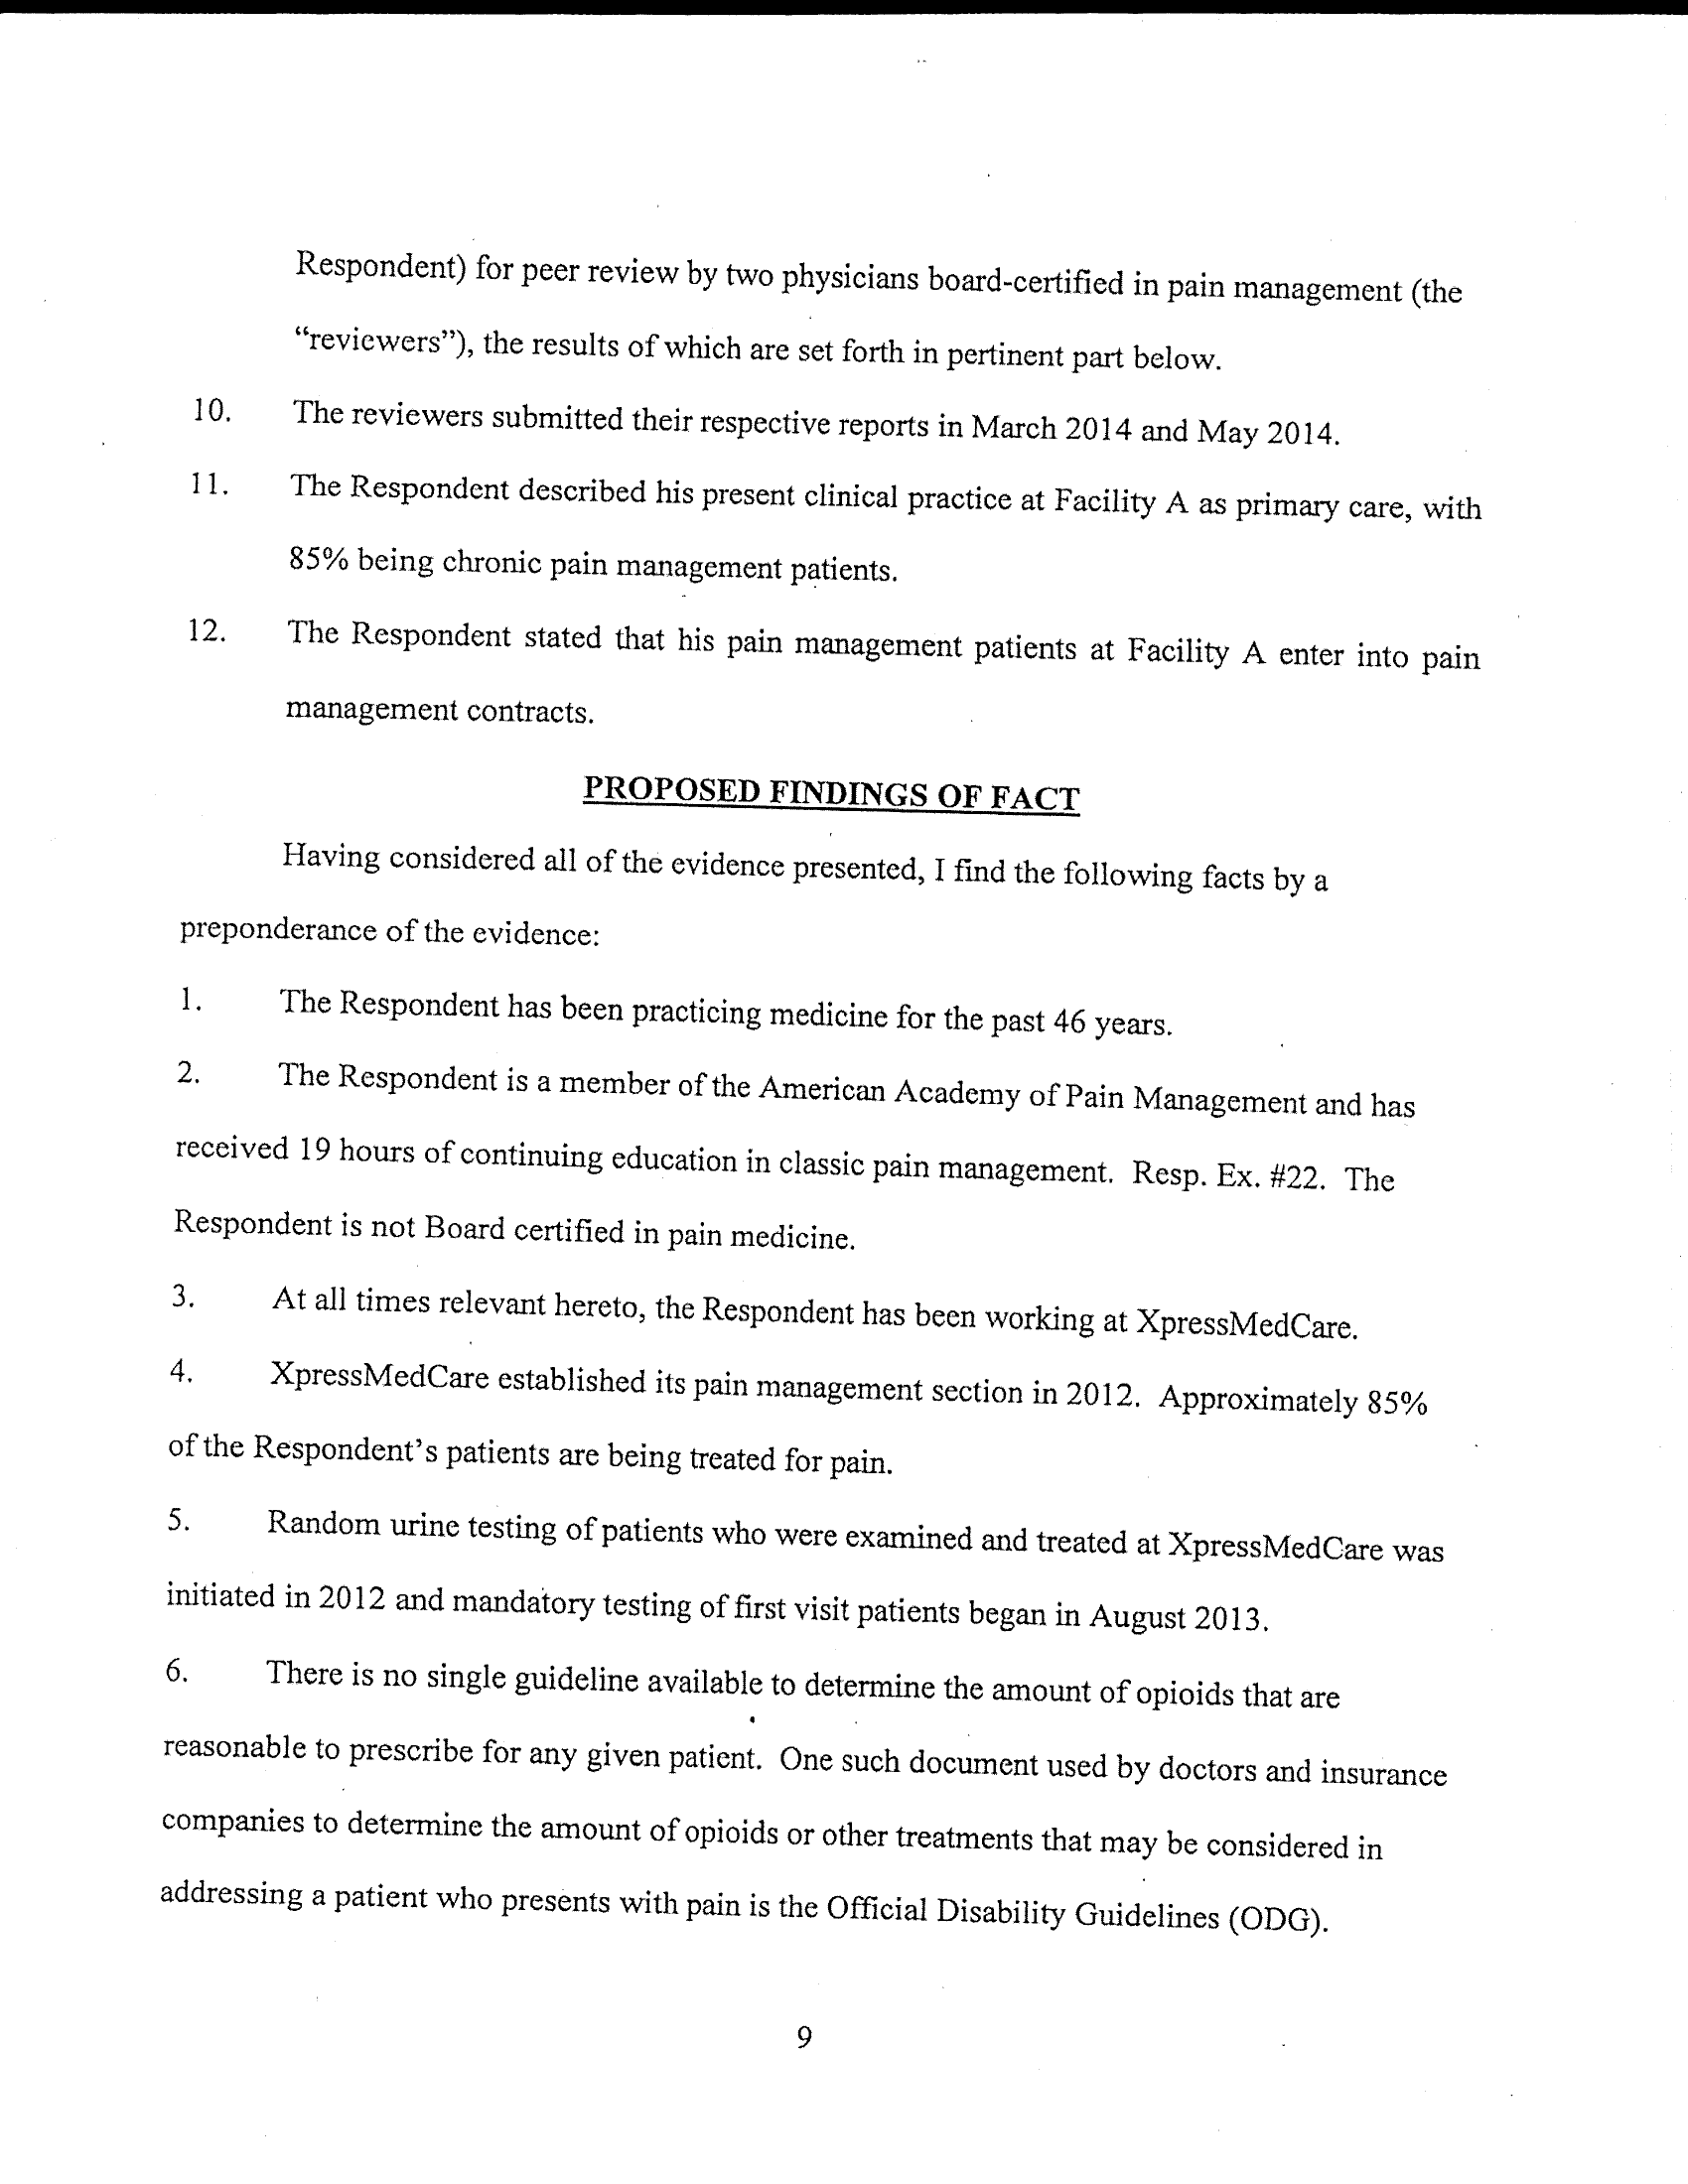 Respondent) for peer review by two physicians board-certified in pain management (the
“reviewers”), the results of which are set forth in pertinent part below.
10. The reviewers submitted their respective reports in March 2014 and May 2014.
11. The Respondent described his present clinical practice at Facility A as primary care, with
85% being chronic pain management patients.
12. The Respondent stated that his pain management patients at Facility A enter into pain
management contracts.
PROPOSED FINDINGS OF FACT
Having considered all of the evidence presented, I find the following facts by a
preponderance of the evidence:
1. The Respondent has been practicing medicine for the past 46 years.
2. The Respondent is a member of the American Academy of Pain Management and has
received 19 hours of continuing education in classic pain management. Resp. Ex. #22. The
Respondent is not Board certified in pain medicine.
3. At all times relevant hereto, the Respondent has been working at XpressMedCare.
4. XpressMedCare established its pain management section in 2012. Approximately 85%
of the Respondent’s patients are being treated for pain.
5. Random urine testing of patients who were examined and treated at XpressMedCare was
initiated in 2012 and mandatory testing of first visit patients began in August 2013.
6. There is no single guideline available to determine the amount of opioids that are
reasonable to prescribe for any given patient. One such document used by doctors and insurance
companies to determine the amount of opioids or other treatments that may be considered in
addressing a patient who presents with pain is the Official Disability Guidelines (ODG).
9